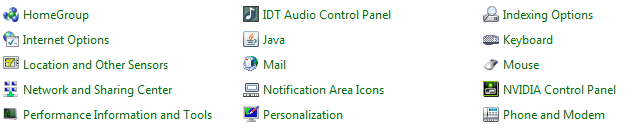 HomeGroup
IDT Audio Control Panel
Indexing Options
Internet Options
Java
Keyboard
Location and Other Sensors
Mail
Mouse
Network and Sharing Center
Notification Area Icons
NVIDIA Control Panel
Performance Information and Tools
Personalization
Phone and Modem